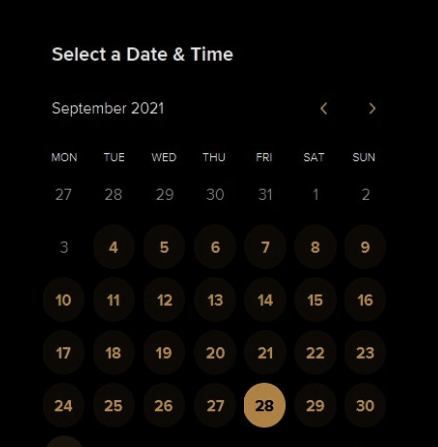 Select a Date & Time
September 2021
MON TUE WED THU FRI SAT SUN
27 28 29 30 31 1 2
3 4 5 6 7 8 9
10 11 12 13 14 15 16
17 18 19 20 21 22 23
24 25 26 27 28 29 30